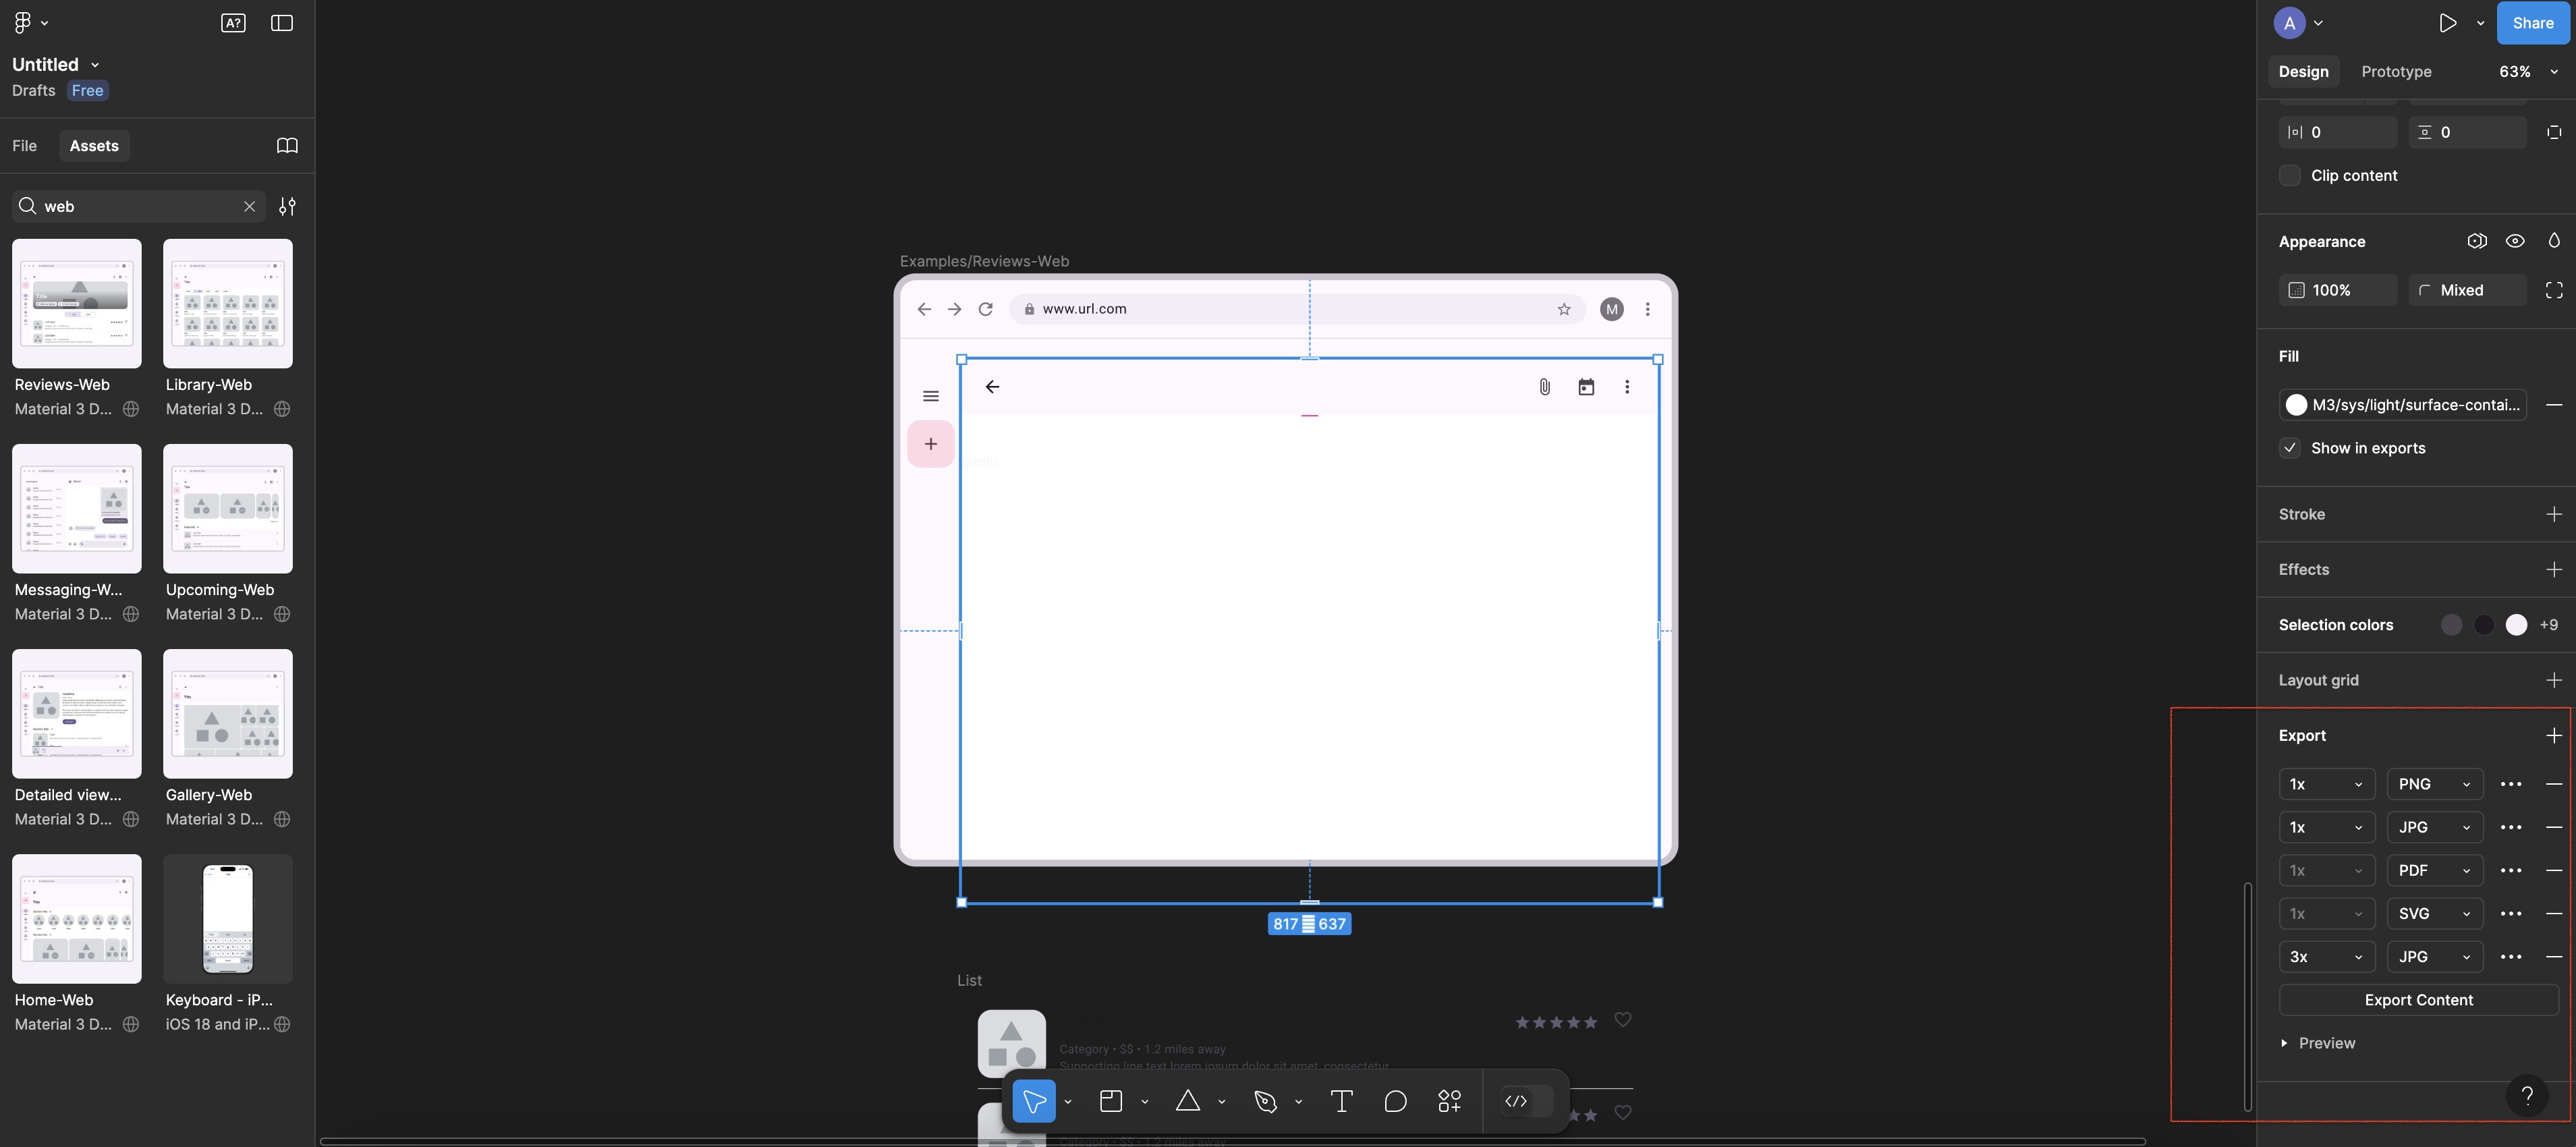 A?
Untitled
Drafts Free
File Assets
web
Reviews-Web
Material 3 D...
Library-Web
Material 3 D...
Messaging-W...
Material 3 D...
Upcoming-Web
Material 3 D...
Detailed view...
Material 3 D...
Gallery-Web
Material 3 D...
Home-Web
Material 3 D...
Keyboard - iP...
iOS 18 and iP...
Examples/Reviews-Web
www.url.com
M
817 637
List
Category • $$ • 1.2 miles away
Supporting line text lorem ipsum dolor sit amet, consectetur
A
Share
Design Prototype 63%
0 0
Clip content
Appearance
100% Mixed
Fill
M3/sys/light/surface-contai...
Show in exports
Stroke
Effects
Selection colors +9
Layout grid
Export
1x PNG
1x JPG
1x PDF
1x SVG
3x JPG
Export Content
Preview
?